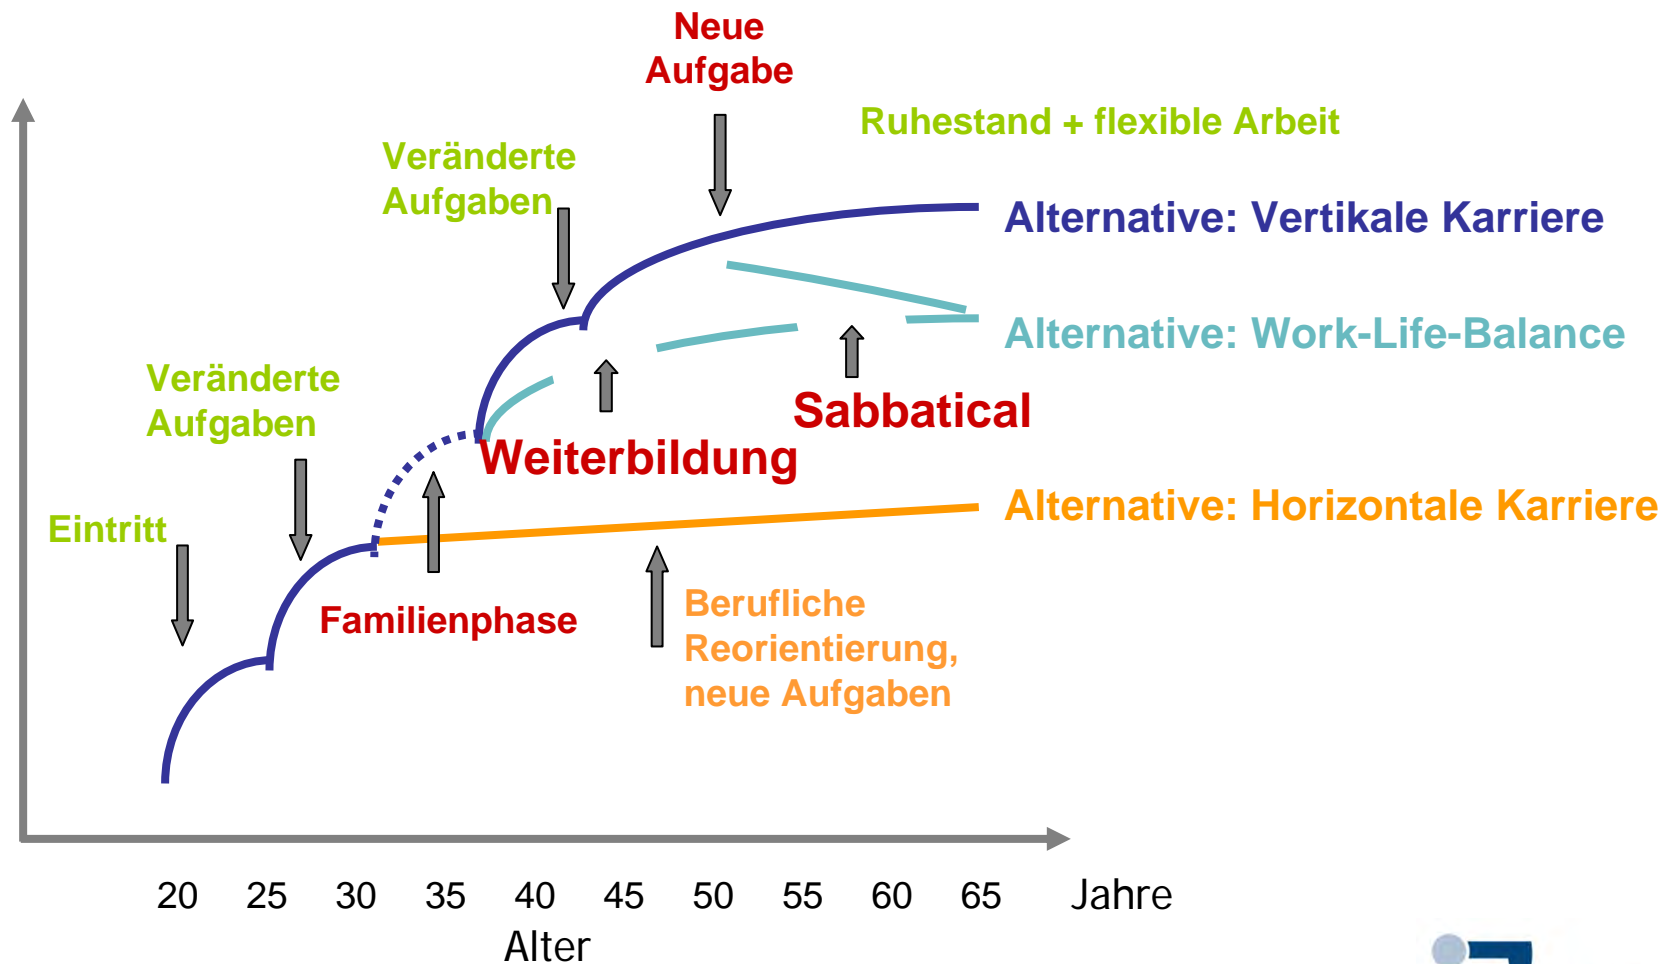 Neue
Aufgabe
Ruhestand + flexible Arbeit
Veränderte
Aufgaben
Alternative: Vertikale Karriere
Alternative: Work-Life-Balance
Veränderte
Aufgaben
Sabbatical
Weiterbildung
Alternative: Horizontale Karriere
Eintritt
Familienphase
Berufliche
Reorientierung,
neue Aufgaben
20 25 30 35 40 45 50 55 60 65 Jahre
Alter